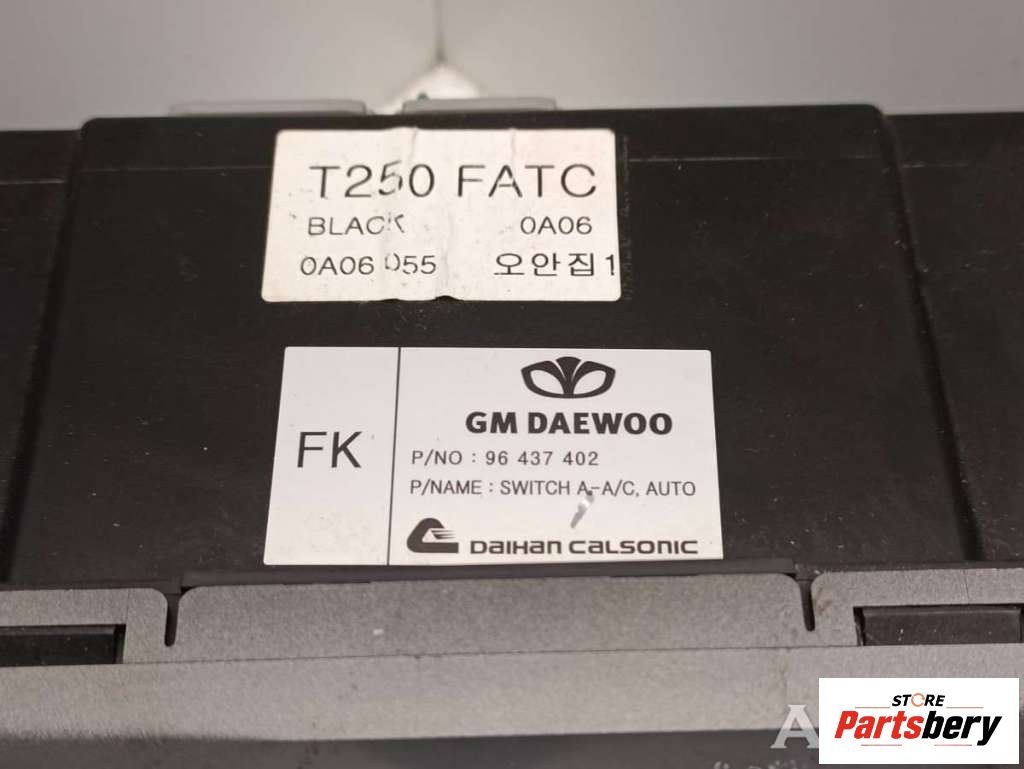 T250 FATC
BLACK 0A06
0A06 0055 오안집1
FK
GM DAEWOO
P/NO : 96 437 402
P/NAME : SWITCH A-A/C, AUTO
DAIHAN CALSONIC
STORE
Partsbery
A